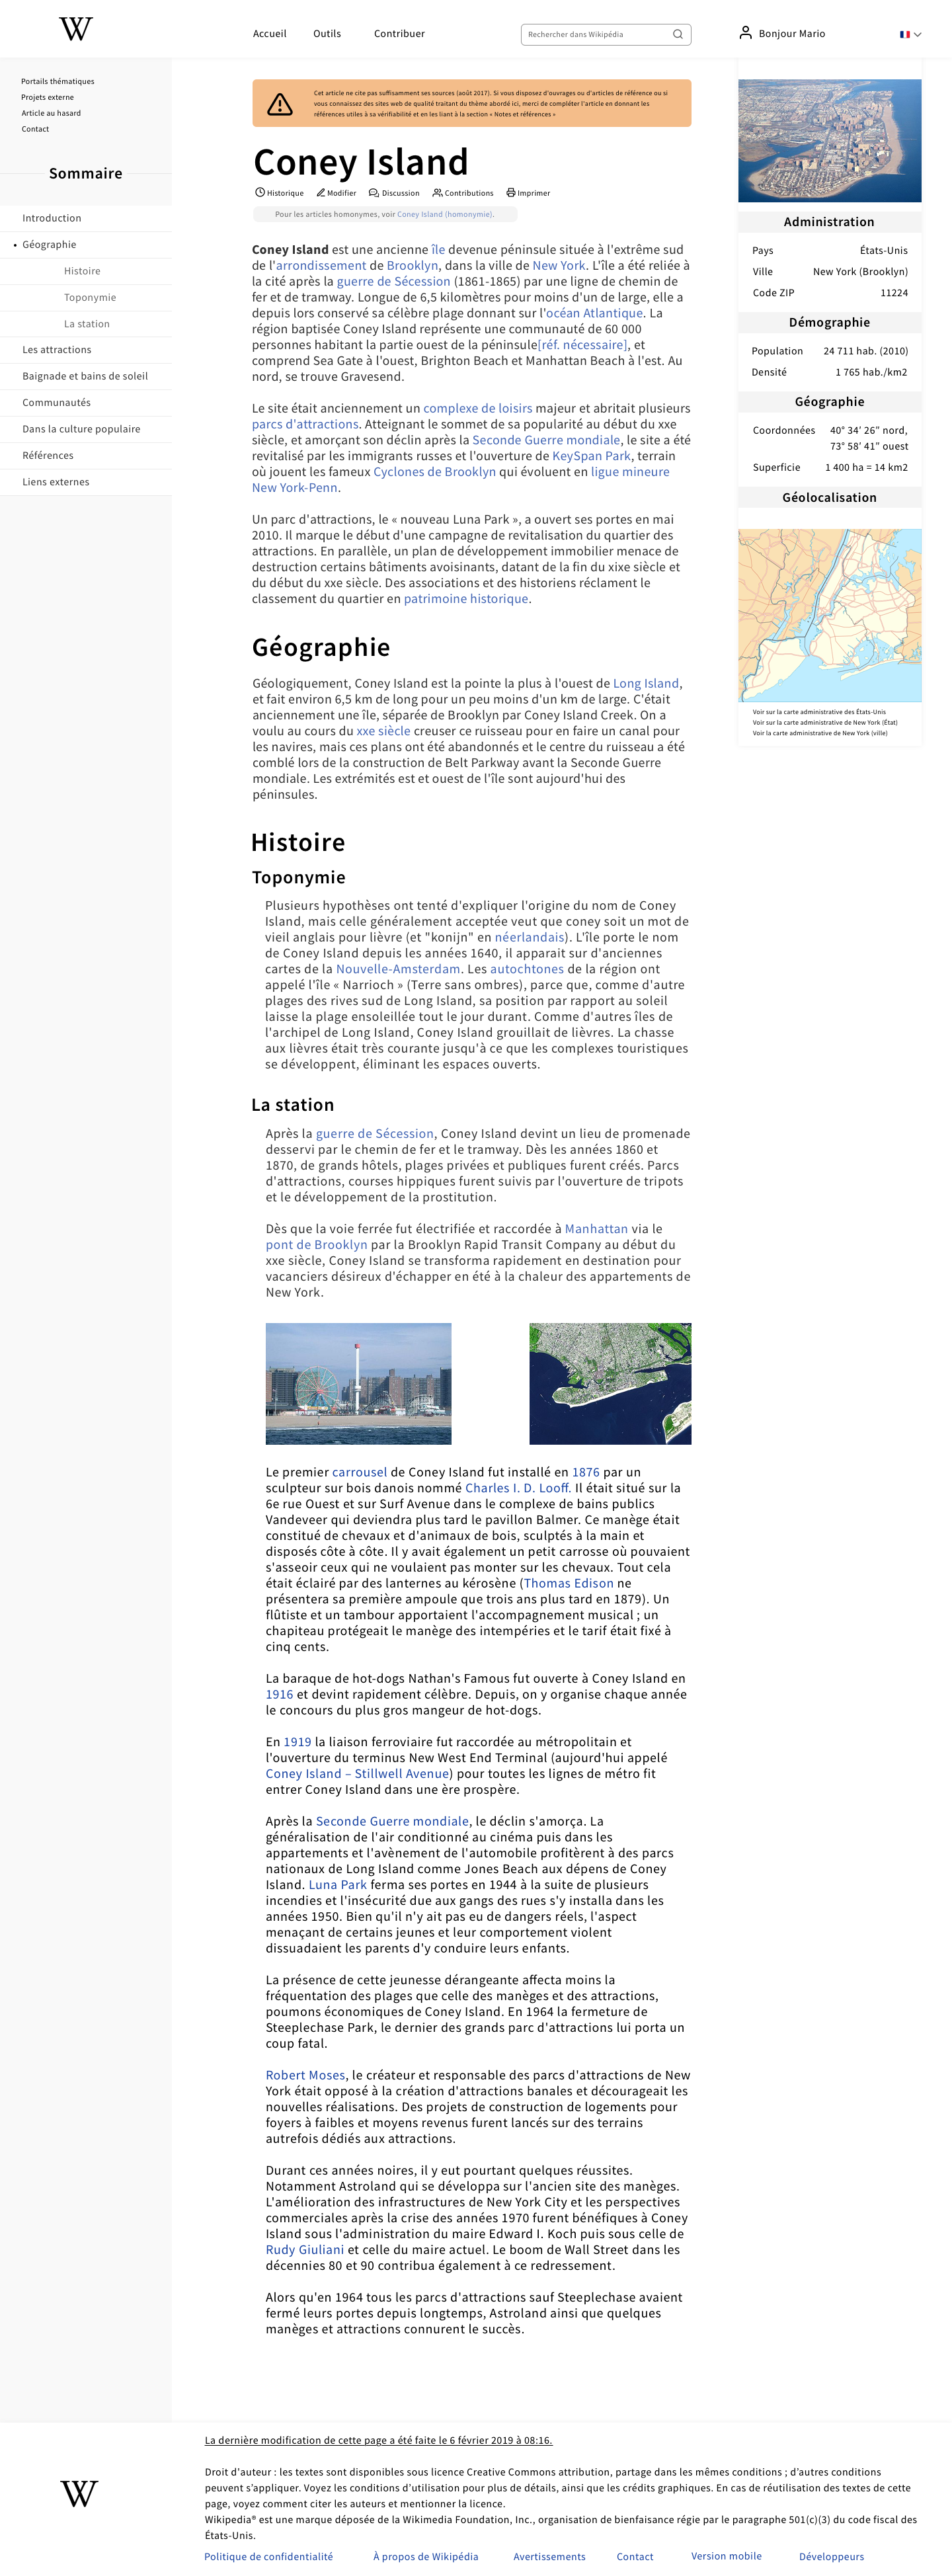 W
Accueil
Outils
Contribuer
Rechercher dans Wikipédia
Bonjour Mario
Portails thématiques
Projets externe
Article au hasard
Contact
Sommaire
Introduction
• Géographie
Histoire
Toponymie
La station
Les attractions
Baignade et bains de soleil
Communautés
Dans la culture populaire
Références
Liens externes
Cet article ne cite pas suffisamment ses sources (août 2017). Si vous disposez d'ouvrages ou d'articles de référence ou si
vous connaissez des sites web de qualité traitant du thème abordé ici, merci de compléter l'article en donnant les
références utiles à sa vérifiabilité et en les liant à la section « Notes et références »
Coney Island
Historique
Modifier
Discussion
Contributions
Imprimer
Pour les articles homonymes, voir Coney Island (homonymie).
Coney Island est une ancienne île devenue péninsule située à l'extrême sud
de l'arrondissement de Brooklyn, dans la ville de New York. L'île a été reliée à
la cité après la guerre de Sécession (1861-1865) par une ligne de chemin de
fer et de tramway. Longue de 6,5 kilomètres pour moins d'un de large, elle a
depuis lors conservé sa célèbre plage donnant sur l'océan Atlantique. La
région baptisée Coney Island représente une communauté de 60 000
personnes habitant la partie ouest de la péninsule[réf. nécessaire], et
comprend Sea Gate à l'ouest, Brighton Beach et Manhattan Beach à l'est. Au
nord, se trouve Gravesend.
Le site était anciennement un complexe de loisirs majeur et abritait plusieurs
parcs d'attractions. Atteignant le sommet de sa popularité au début du xxe
siècle, et amorçant son déclin après la Seconde Guerre mondiale, le site a été
revitalisé par les immigrants russes et l'ouverture de KeySpan Park, terrain
où jouent les fameux Cyclones de Brooklyn qui évoluent en ligue mineure
New York-Penn.
Un parc d'attractions, le « nouveau Luna Park », a ouvert ses portes en mai
2010. Il marque le début d'une campagne de revitalisation du quartier des
attractions. En parallèle, un plan de développement immobilier menace de
destruction certains bâtiments avoisinants, datant de la fin du xixe siècle et
du début du xxe siècle. Des associations et des historiens réclament le
classement du quartier en patrimoine historique.
Géographie
Géologiquement, Coney Island est la pointe la plus à l'ouest de Long Island,
et fait environ 6,5 km de long pour un peu moins d'un km de large. C'était
anciennement une île, séparée de Brooklyn par Coney Island Creek. On a
voulu au cours du xxe siècle creuser ce ruisseau pour en faire un canal pour
les navires, mais ces plans ont été abandonnés et le centre du ruisseau a été
comblé lors de la construction de Belt Parkway avant la Seconde Guerre
mondiale. Les extrémités est et ouest de l'île sont aujourd'hui des
péninsules.
Histoire
Toponymie
Plusieurs hypothèses ont tenté d'expliquer l'origine du nom de Coney
Island, mais celle généralement acceptée veut que coney soit un mot de
vieil anglais pour lièvre (et "konijn" en néerlandais). L'île porte le nom
de Coney Island depuis les années 1640, il apparait sur d'anciennes
cartes de la Nouvelle-Amsterdam. Les autochtones de la région ont
appelé l'île « Narrioch » (Terre sans ombres), parce que, comme d'autre
plages des rives sud de Long Island, sa position par rapport au soleil
laisse la plage ensoleillée tout le jour durant. Comme d'autres îles de
l'archipel de Long Island, Coney Island grouillait de lièvres. La chasse
aux lièvres était très courante jusqu'à ce que les complexes touristiques
se développent, éliminant les espaces ouverts.
La station
Après la guerre de Sécession, Coney Island devint un lieu de promenade
desservi par le chemin de fer et le tramway. Dès les années 1860 et
1870, de grands hôtels, plages privées et publiques furent créés. Parcs
d'attractions, courses hippiques furent suivis par l'ouverture de tripots
et le développement de la prostitution.
Dès que la voie ferrée fut électrifiée et raccordée à Manhattan via le
pont de Brooklyn par la Brooklyn Rapid Transit Company au début du
xxe siècle, Coney Island se transforma rapidement en destination pour
vacanciers désireux d'échapper en été à la chaleur des appartements de
New York.
Le premier carrousel de Coney Island fut installé en 1876 par un
sculpteur sur bois danois nommé Charles I. D. Looff. Il était situé sur la
6e rue Ouest et sur Surf Avenue dans le complexe de bains publics
Vandeveer qui deviendra plus tard le pavillon Balmer. Ce manège était
constitué de chevaux et d'animaux de bois, sculptés à la main et
disposés côte à côte. Il y avait également un petit carrosse où pouvaient
s'asseoir ceux qui ne voulaient pas monter sur les chevaux. Tout cela
était éclairé par des lanternes au kérosène (Thomas Edison ne
présentera sa première ampoule que trois ans plus tard en 1879). Un
flûtiste et un tambour apportaient l'accompagnement musical ; un
chapiteau protégeait le manège des intempéries et le tarif était fixé à
cinq cents.
La baraque de hot-dogs Nathan's Famous fut ouverte à Coney Island en
1916 et devint rapidement célèbre. Depuis, on y organise chaque année
le concours du plus gros mangeur de hot-dogs.
En 1919 la liaison ferroviaire fut raccordée au métropolitain et
l'ouverture du terminus New West End Terminal (aujourd'hui appelé
Coney Island – Stillwell Avenue) pour toutes les lignes de métro fit
entrer Coney Island dans une ère prospère.
Après la Seconde Guerre mondiale, le déclin s'amorça. La
généralisation de l'air conditionné au cinéma puis dans les
appartements et l'avènement de l'automobile profitèrent à des parcs
nationaux de Long Island comme Jones Beach aux dépens de Coney
Island. Luna Park ferma ses portes en 1944 à la suite de plusieurs
incendies et l'insécurité due aux gangs des rues s'y installa dans les
années 1950. Bien qu'il n'y ait pas eu de dangers réels, l'aspect
menaçant de certains jeunes et leur comportement violent
dissuadaient les parents d'y conduire leurs enfants.
La présence de cette jeunesse dérangeante affecta moins la
fréquentation des plages que celle des manèges et des attractions,
poumons économiques de Coney Island. En 1964 la fermeture de
Steeplechase Park, le dernier des grands parc d'attractions lui porta un
coup fatal.
Robert Moses, le créateur et responsable des parcs d'attractions de New
York était opposé à la création d'attractions banales et décourageait les
nouvelles réalisations. Des projets de construction de logements pour
foyers à faibles et moyens revenus furent lancés sur des terrains
autrefois dédiés aux attractions.
Durant ces années noires, il y eut pourtant quelques réussites.
Notamment Astroland qui se développa sur l'ancien site des manèges.
L'amélioration des infrastructures de New York City et les perspectives
commerciales après la crise des années 1970 furent bénéfiques à Coney
Island sous l'administration du maire Edward I. Koch puis sous celle de
Rudy Giuliani et celle du maire actuel. Le boom de Wall Street dans les
décennies 80 et 90 contribua également à ce redressement.
Alors qu'en 1964 tous les parcs d'attractions sauf Steeplechase avaient
fermé leurs portes depuis longtemps, Astroland ainsi que quelques
manèges et attractions connurent le succès.
Administration
Pays États-Unis
Ville New York (Brooklyn)
Code ZIP 11224
Démographie
Population 24 711 hab. (2010)
Densité 1 765 hab./km2
Géographie
Coordonnées 40° 34′ 26″ nord,
73° 58′ 41″ ouest
Superficie 1 400 ha = 14 km2
Géolocalisation
Voir sur la carte administrative des États-Unis
Voir sur la carte administrative de New York (État)
Voir la carte administrative de New York (ville)
W
La dernière modification de cette page a été faite le 6 février 2019 à 08:16.
Droit d'auteur : les textes sont disponibles sous licence Creative Commons attribution, partage dans les mêmes conditions ; d'autres conditions
peuvent s'appliquer. Voyez les conditions d'utilisation pour plus de détails, ainsi que les crédits graphiques. En cas de réutilisation des textes de cette
page, voyez comment citer les auteurs et mentionner la licence.
Wikipedia® est une marque déposée de la Wikimedia Foundation, Inc., organisation de bienfaisance régie par le paragraphe 501(c)(3) du code fiscal des
États-Unis.
Politique de confidentialité
À propos de Wikipédia
Avertissements
Contact
Version mobile
Développeurs